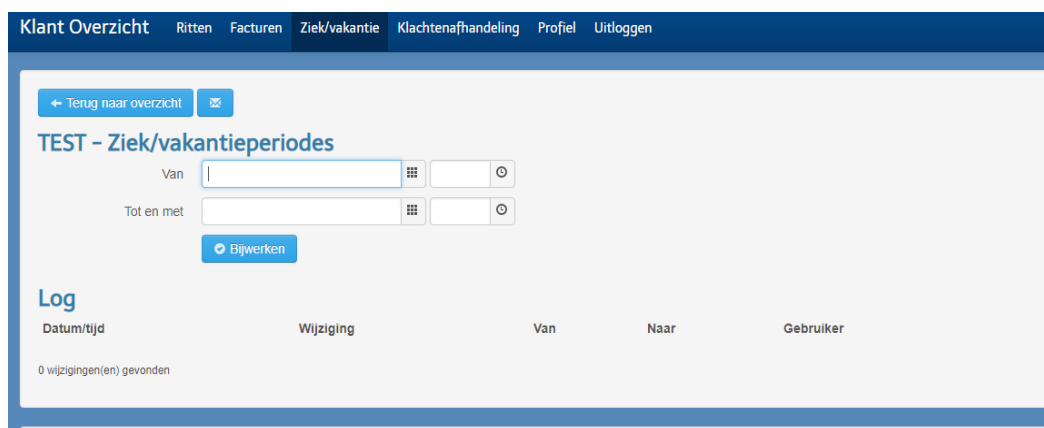 Klant Overzicht Ritten Facturen Ziek/vakantie Klachtenafhandeling Profiel Uitloggen
Terug naar overzicht
TEST - Ziek/vakantieperiodes
Van
Tot en met
Bijwerken
Log
Datum/tijd Wijziging Van Naar Gebruiker
0 wijzigingen(en) gevonden